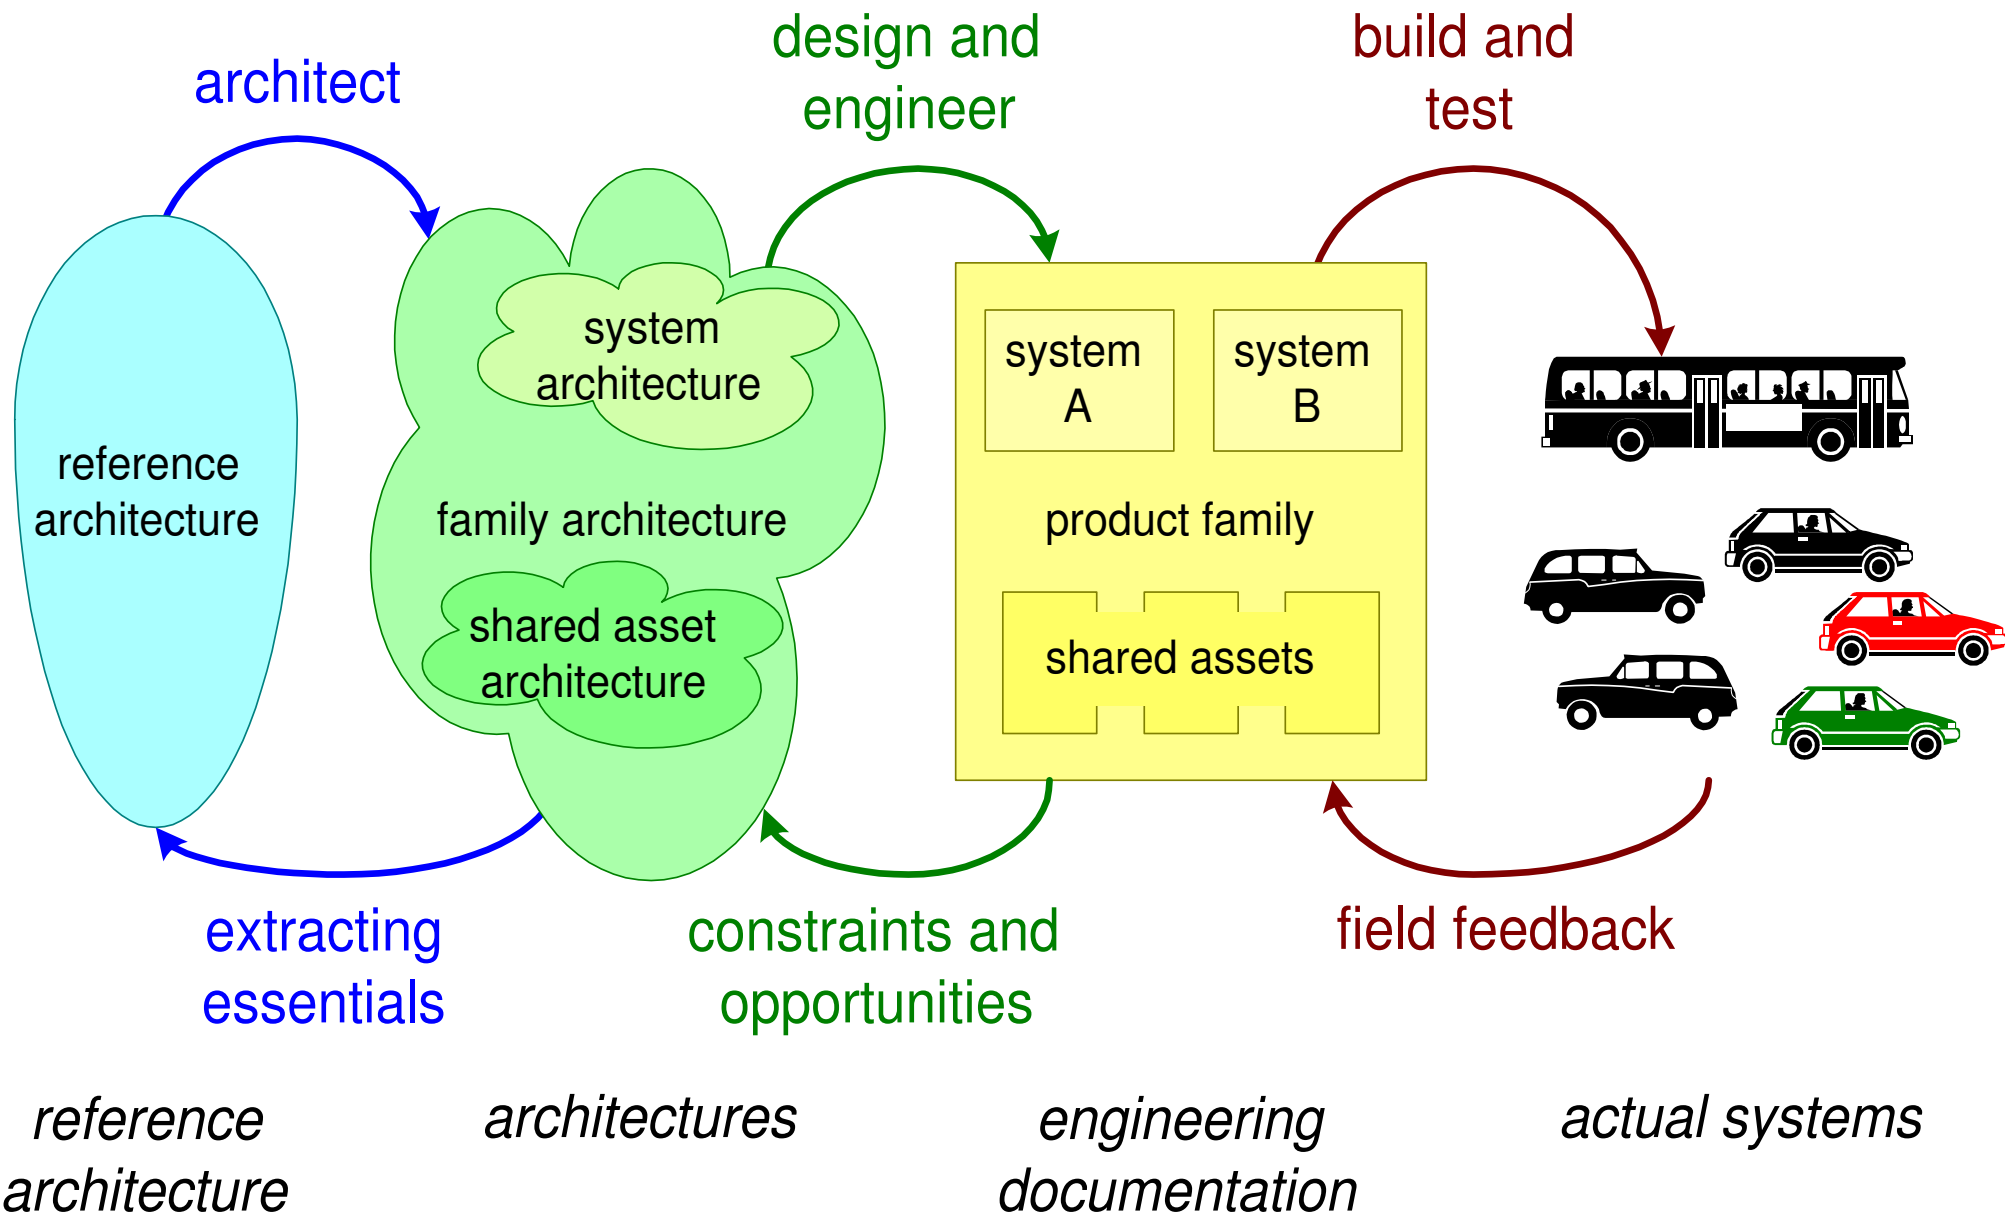 architect
design and
engineer
build and
test
reference
architecture
system
architecture
family architecture
shared asset
architecture
system
A
system
B
product family
shared assets
extracting
essentials
constraints and
opportunities
field feedback
reference
architecture
architectures
engineering
documentation
actual systems